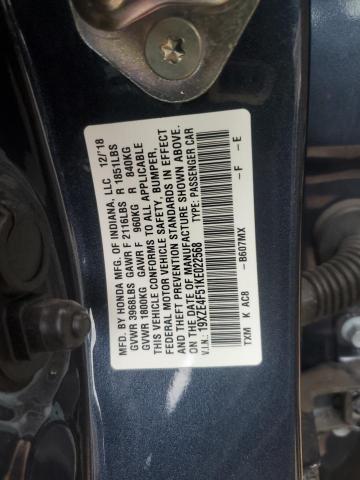 MFD. BY HONDA MFG. OF INDIANA, LLC 12/'18
GVWR 3968LBS GAWR F 2116LBS R 1851LBS
GVWR 1800KG GAWR F 960KG R 840KG
THIS VEHICLE CONFORMS TO ALL APPLICABLE
FEDERAL MOTOR VEHICLE SAFETY, BUMPER,
AND THEFT PREVENTION STANDARDS IN EFFECT
ON THE DATE OF MANUFACTURE SHOWN ABOVE.
V.I.N.: 19XZE4F51KE022568 TYPE: PASSENGER CAR
TXM K AC8 -B607MX -F -E